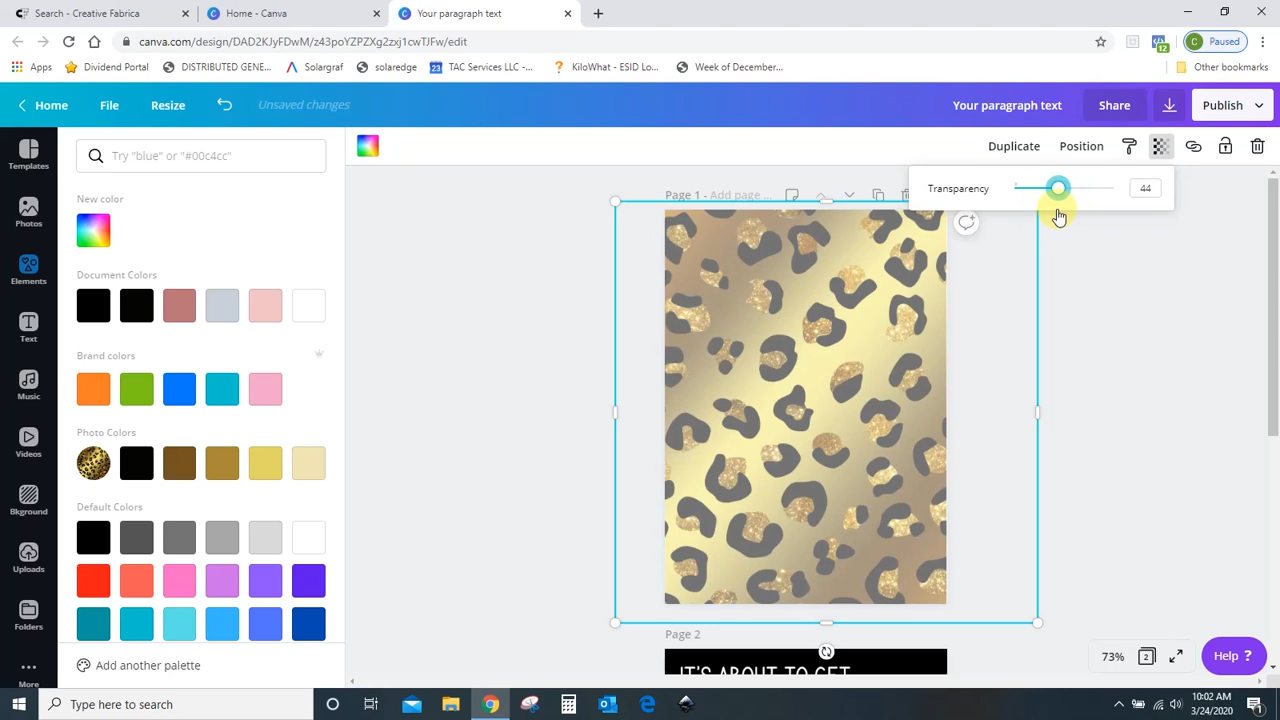 Search - Creative Fabrica
Home - Canva
Your paragraph text
canva.com/design/DAD2KJyFDwM/z43poYZPZXg2zxj1cwTJFw/edit
12
C Paused
Apps
Dividend Portal
DISTRIBUTED GENE...
Solargraf
solaredge
23 TAC Services LLC -...
KiloWhat - ESID Lo...
Week of December...
Other bookmarks
Home
File
Resize
Unsaved changes
Your paragraph text
Share
Publish
Templates
Photos
Elements
Text
Music
Videos
Bkground
Uploads
Folders
More
Try "blue" or "#00c4cc"
New color
Document Colors
Brand colors
Photo Colors
Default Colors
Add another palette
Duplicate
Position
Transparency
44
Page 1 - Add page ...
Page 2
IT'S ABOUT TO GET
73%
2
Help ?
Type here to search
10:02 AM
3/24/2020